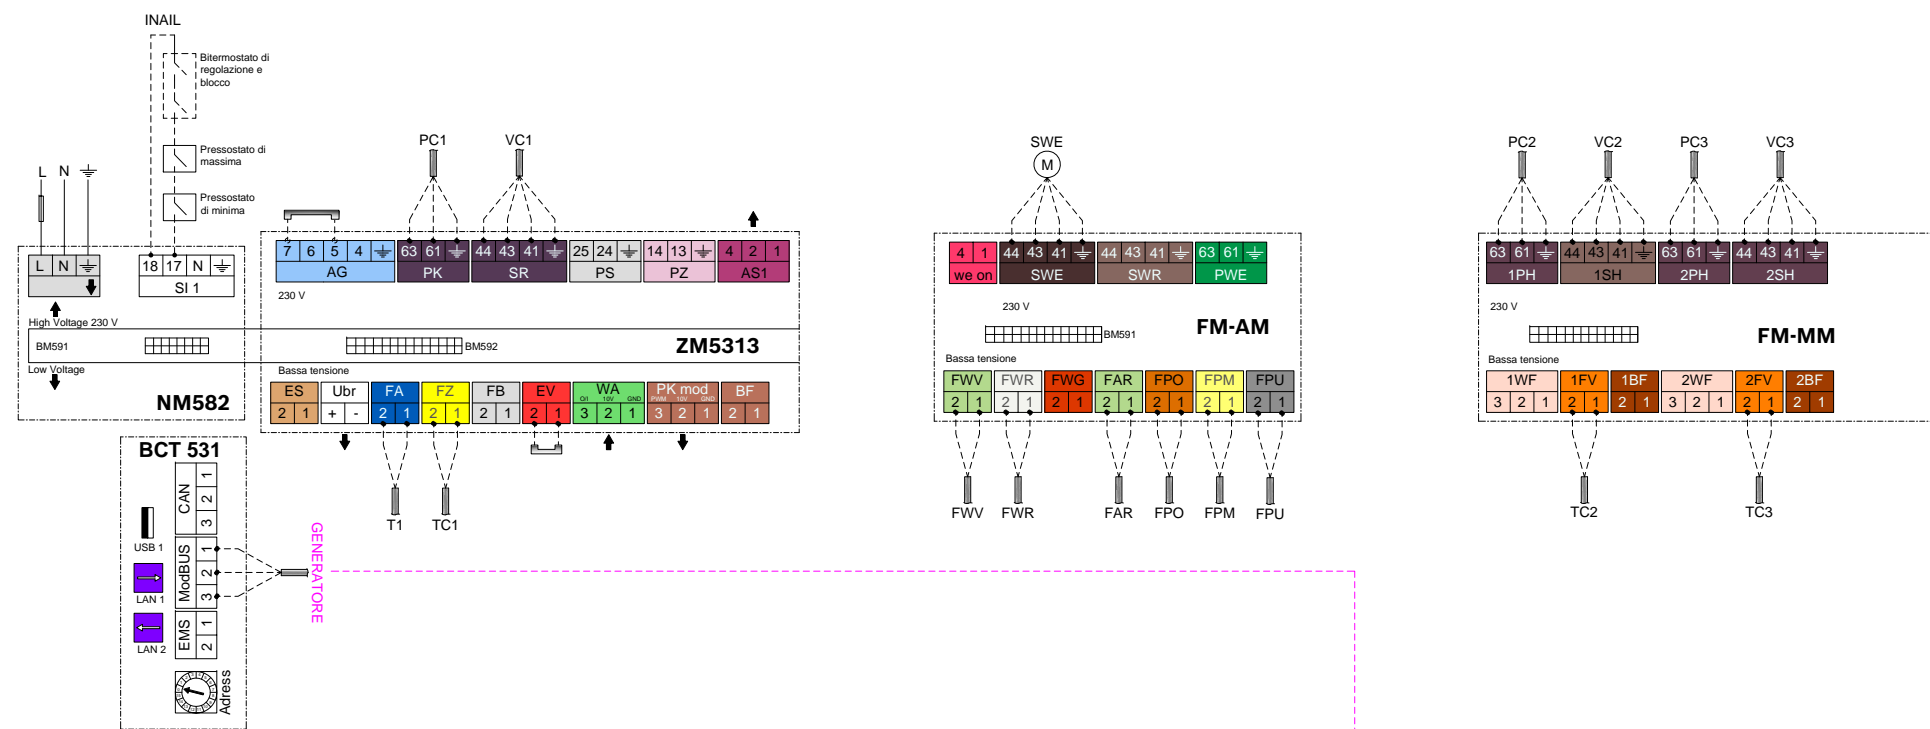 INAIL
Bitermostato di
regolazione e
blocco
Pressostato di
massima
Pressostato
di minima
L N
L N
18 17 N
SI 1
High Voltage 230 V
BM591
Low Voltage
NM582
PC1 VC1
7 6 5 4
AG
63 61
PK
44 43 41
SR
25 24
PS
14 13
PZ
4 2 1
AS1
230 V
BM592
ZM5313
Bassa tensione
ES
2 1
Ubr
+ -
FA
2 1
FZ
2 1
FB
2 1
EV
2 1
WA
O/I 10V GND
3 2 1
PK mod
PWM 10V GND
3 2 1
BF
2 1
T1 TC1
BCT 531
CAN
1 2 3
ModBUS
1 2 3
EMS
1 2
USB 1
LAN 1
LAN 2
Adress
GENERATORE
SWE
M
4 1
we on
44 43 41
SWE
44 43 41
SWR
63 61
PWE
230 V
BM591
FM-AM
Bassa tensione
FWV
2 1
FWR
2 1
FWG
2 1
FAR
2 1
FPO
2 1
FPM
2 1
FPU
2 1
FWV FWR FAR FPO FPM FPU
PC2 VC2 PC3 VC3
63 61
1PH
44 43 41
1SH
63 61
2PH
44 43 41
2SH
230 V
FM-MM
Bassa tensione
1WF
3 2 1
1FV
2 1
1BF
2 1
2WF
3 2 1
2FV
2 1
2BF
2 1
TC2 TC3